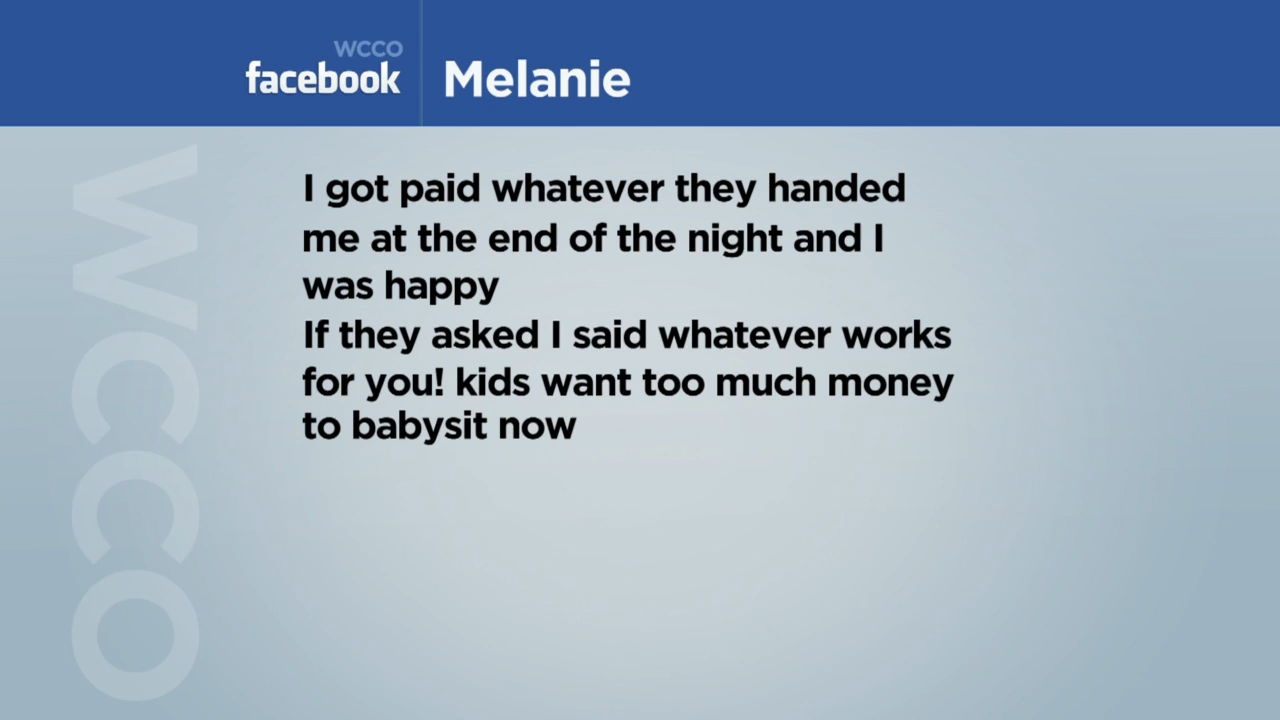 WCCO
facebook
Melanie
WCCO
I got paid whatever they handed
me at the end of the night and I
was happy
If they asked I said whatever works
for you! kids want too much money
to babysit now